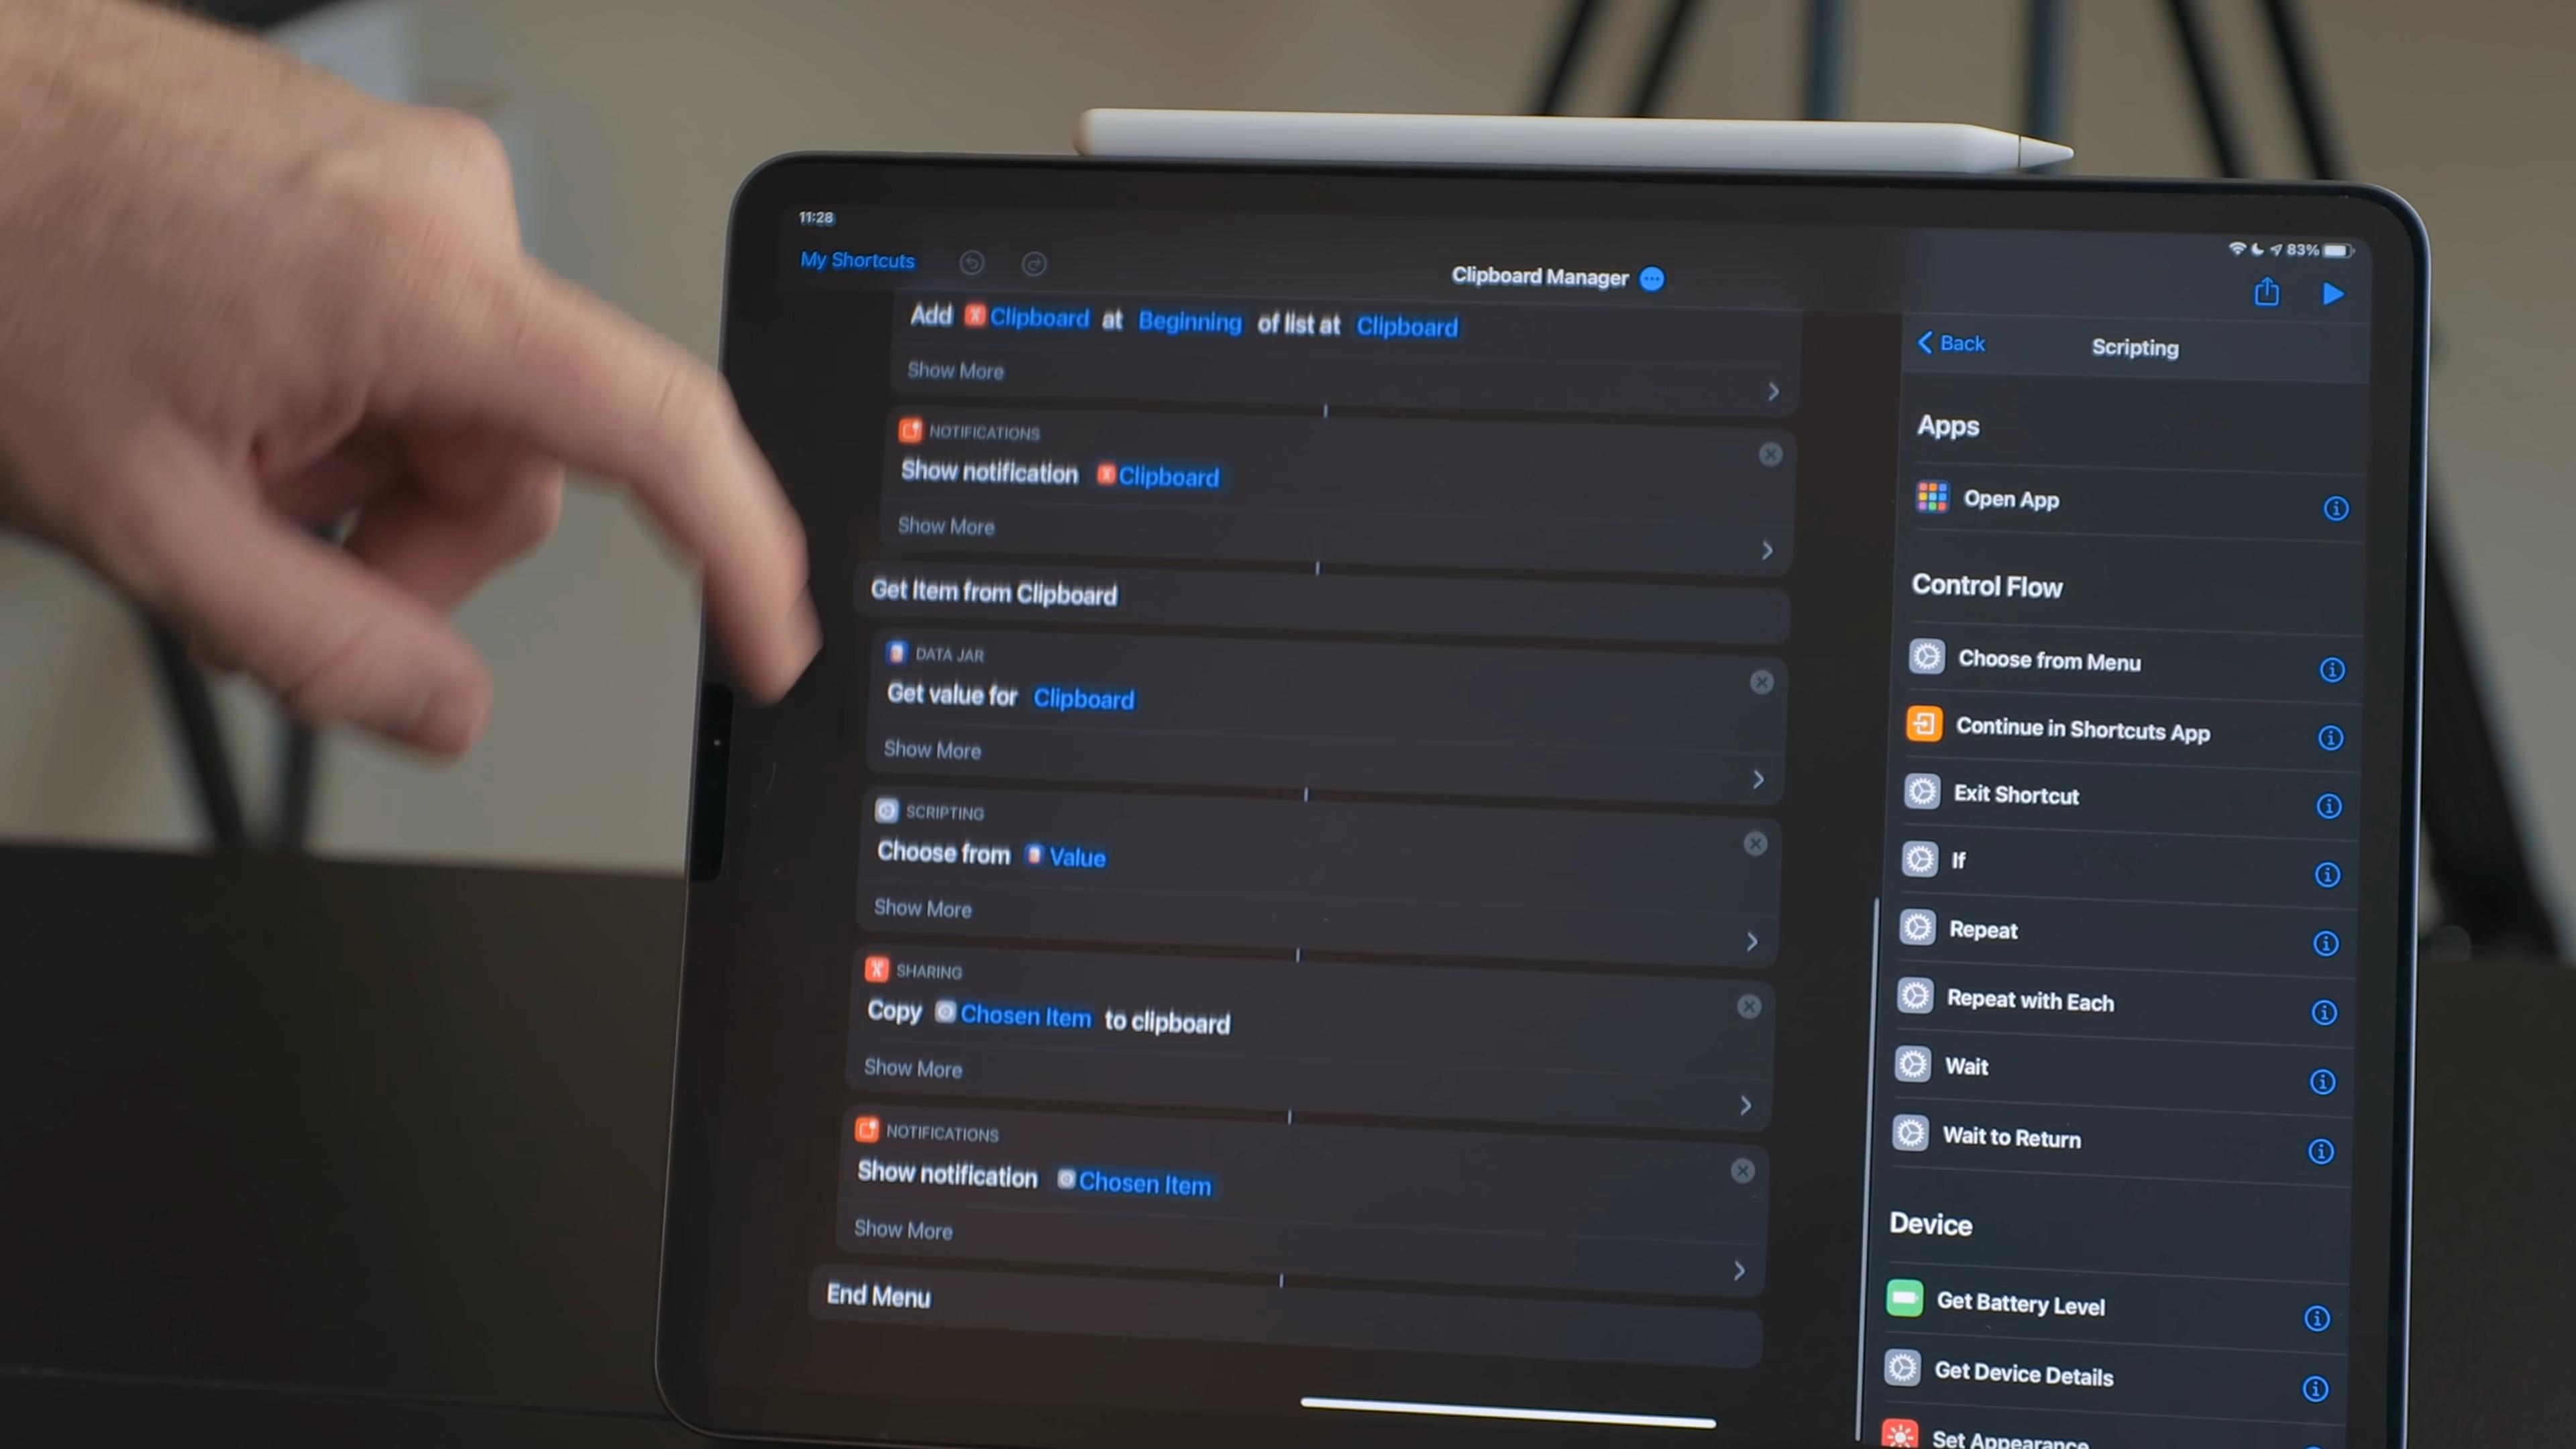 11:28
83%
My Shortcuts
Clipboard Manager
Add Clipboard at Beginning of list at Clipboard
Show More
NOTIFICATIONS
Show notification Clipboard
Show More
Get Item from Clipboard
DATA JAR
Get value for Clipboard
Show More
SCRIPTING
Choose from Value
Show More
SHARING
Copy Chosen Item to clipboard
Show More
NOTIFICATIONS
Show notification Chosen Item
Show More
End Menu
Back
Scripting
Apps
Open App
Control Flow
Choose from Menu
Continue in Shortcuts App
Exit Shortcut
If
Repeat
Repeat with Each
Wait
Wait to Return
Device
Get Battery Level
Get Device Details
Set Appearance